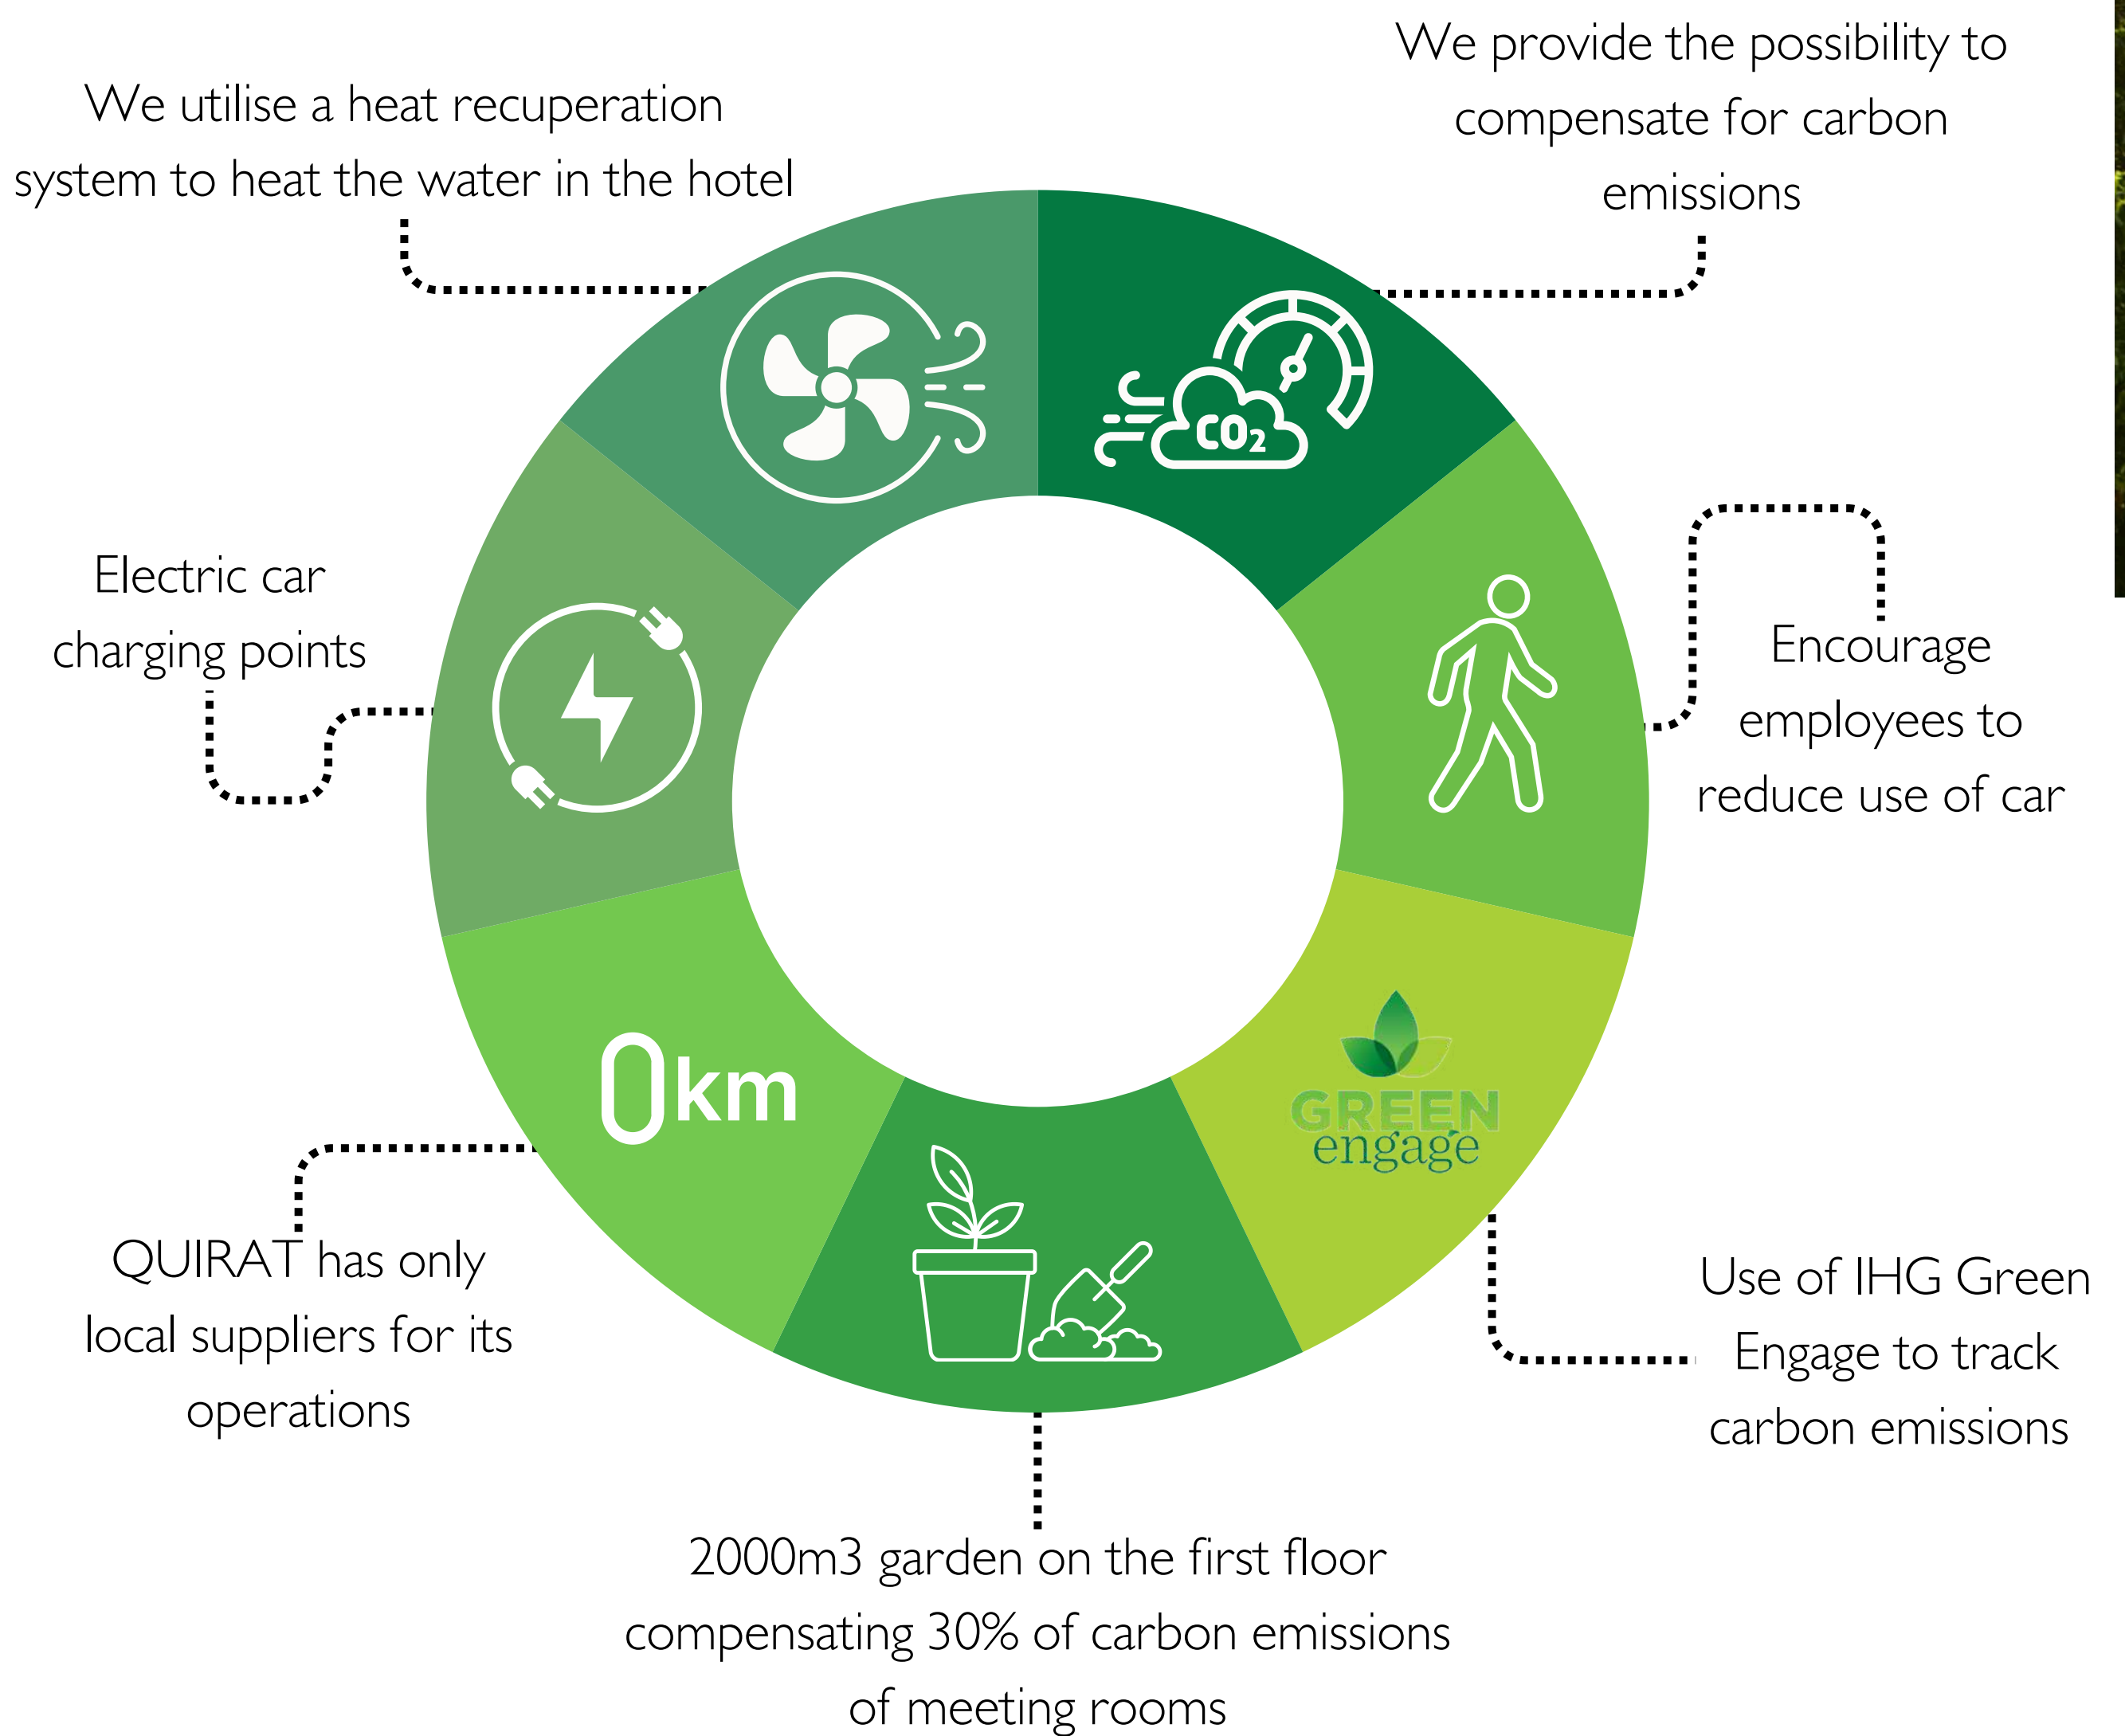 We provide the possibility to
compensate for carbon
emissions
We utilise a heat recuperation
system to heat the water in the hotel
CO2
Electric car
charging points
Encourage
employees to
reduce use of car
0km
GREEN
engage
QUIRAT has only
local suppliers for its
operations
Use of IHG Green
Engage to track
carbon emissions
2000m3 garden on the first floor
compensating 30% of carbon emissions
of meeting rooms